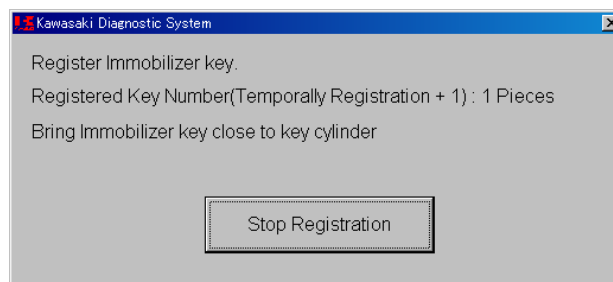 Kawasaki Diagnostic System
Register Immobilizer key.
Registered Key Number(Temporally Registration + 1) : 1 Pieces
Bring Immobilizer key close to key cylinder
Stop Registration